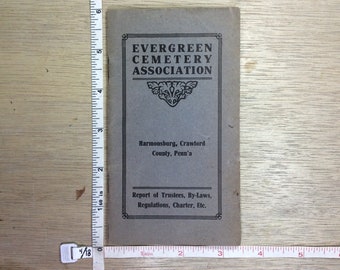 EVERGREEN
CEMETERY
ASSOCIATION
Harmonsburg, Crawford
County, Penn'a
Report of Trustees, By-Laws,
Regulations, Charter, Etc.
1 2 3 4 5